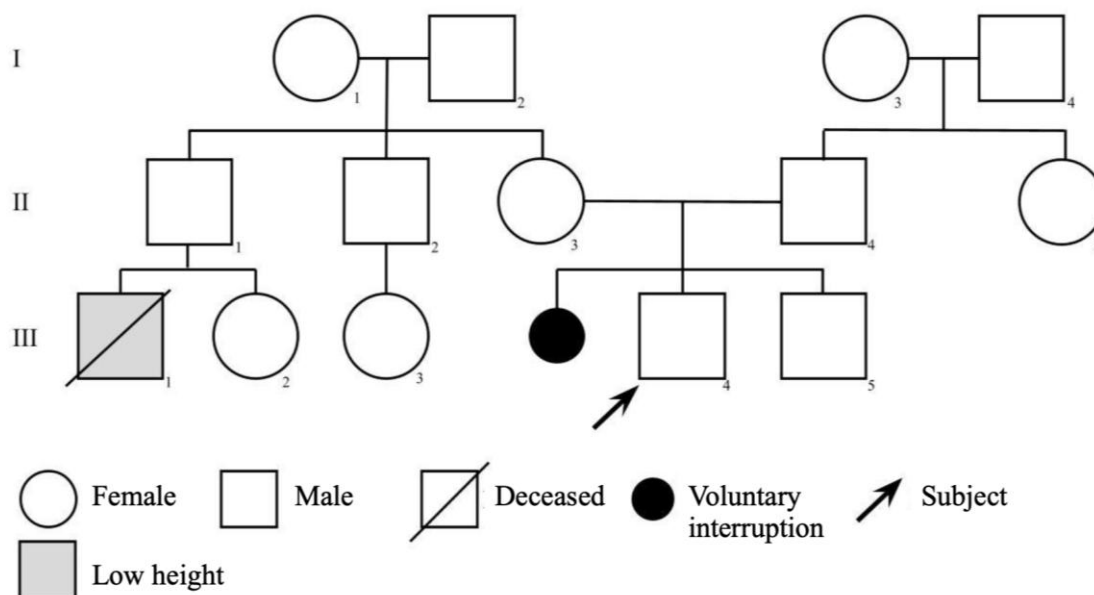 I
1
2
3
4
II
1
2
3
4
III
1
2
3
4
5
Female
Male
Deceased
Voluntary
interruption
Subject
Low height